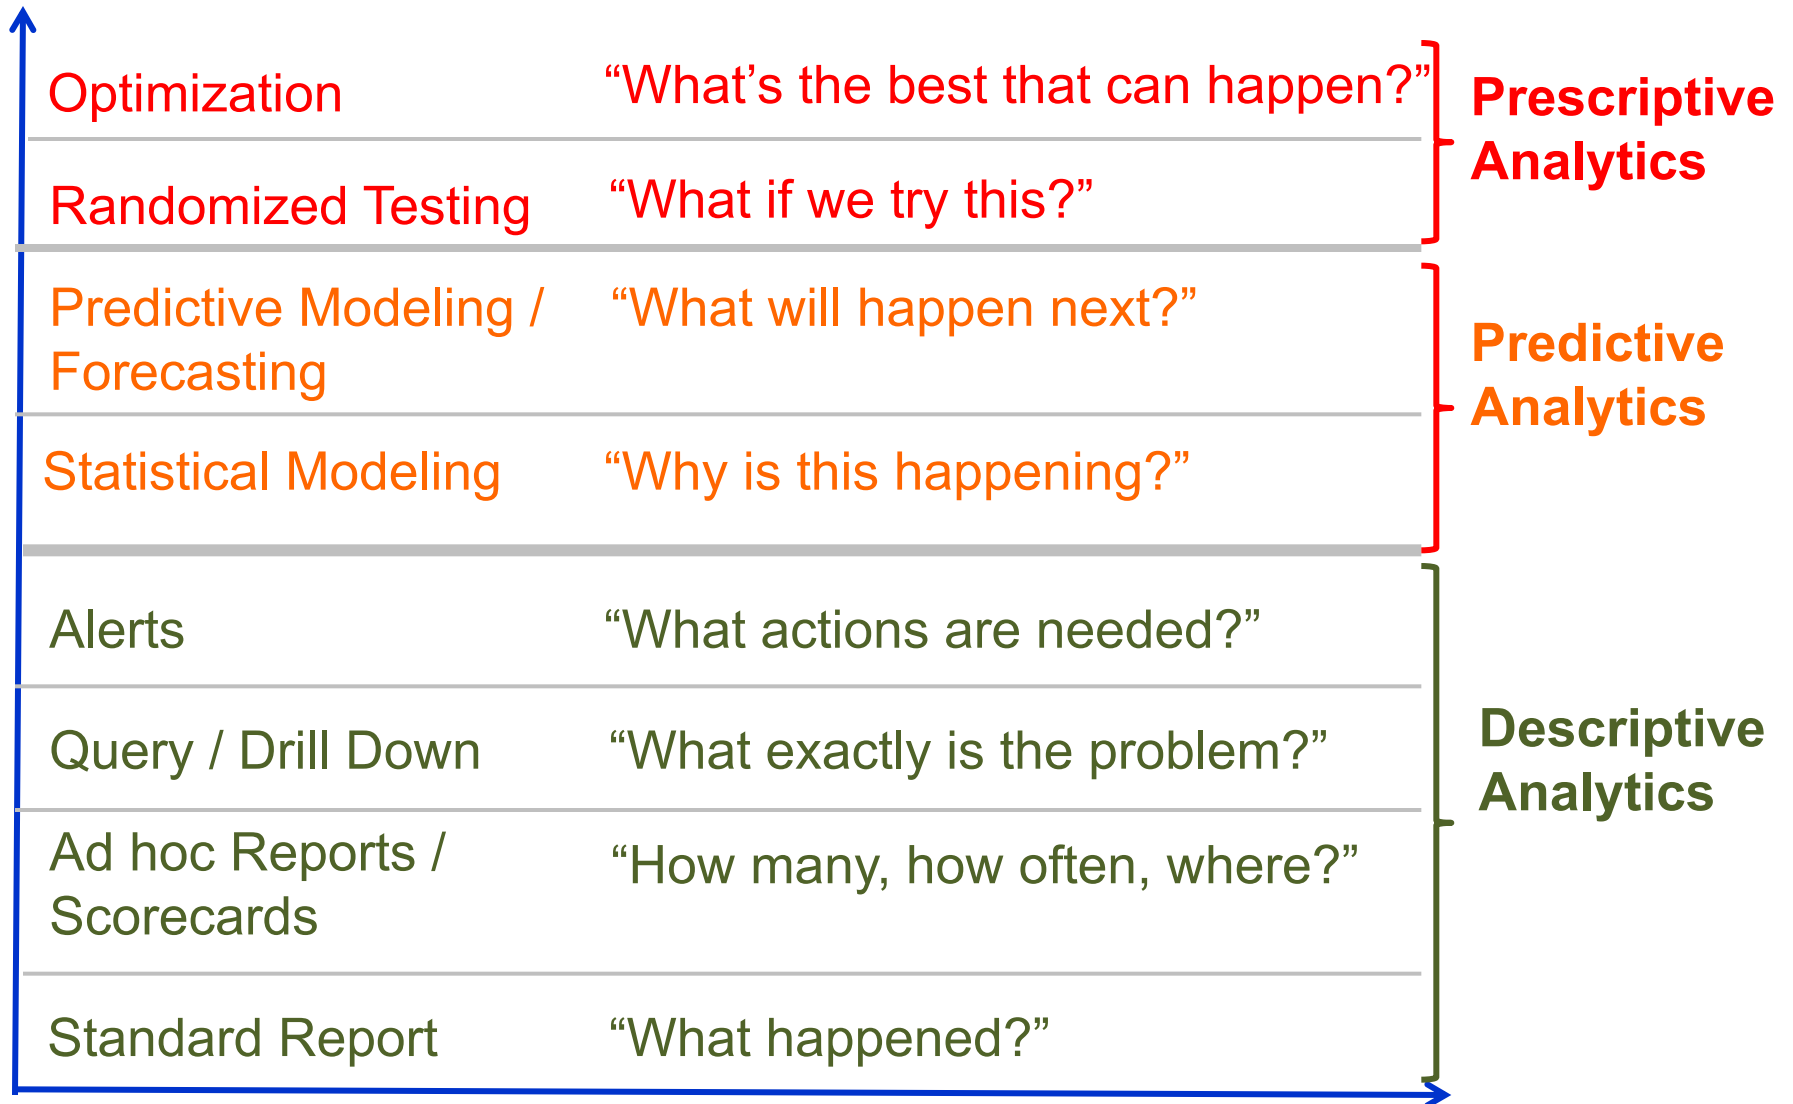 Optimization “What’s the best that can happen?”
Prescriptive
Analytics
Randomized Testing “What if we try this?”
Predictive Modeling / “What will happen next?”
Forecasting
Predictive
Analytics
Statistical Modeling “Why is this happening?”
Alerts “What actions are needed?”
Query / Drill Down “What exactly is the problem?”
Descriptive
Analytics
Ad hoc Reports / “How many, how often, where?”
Scorecards
Standard Report “What happened?”